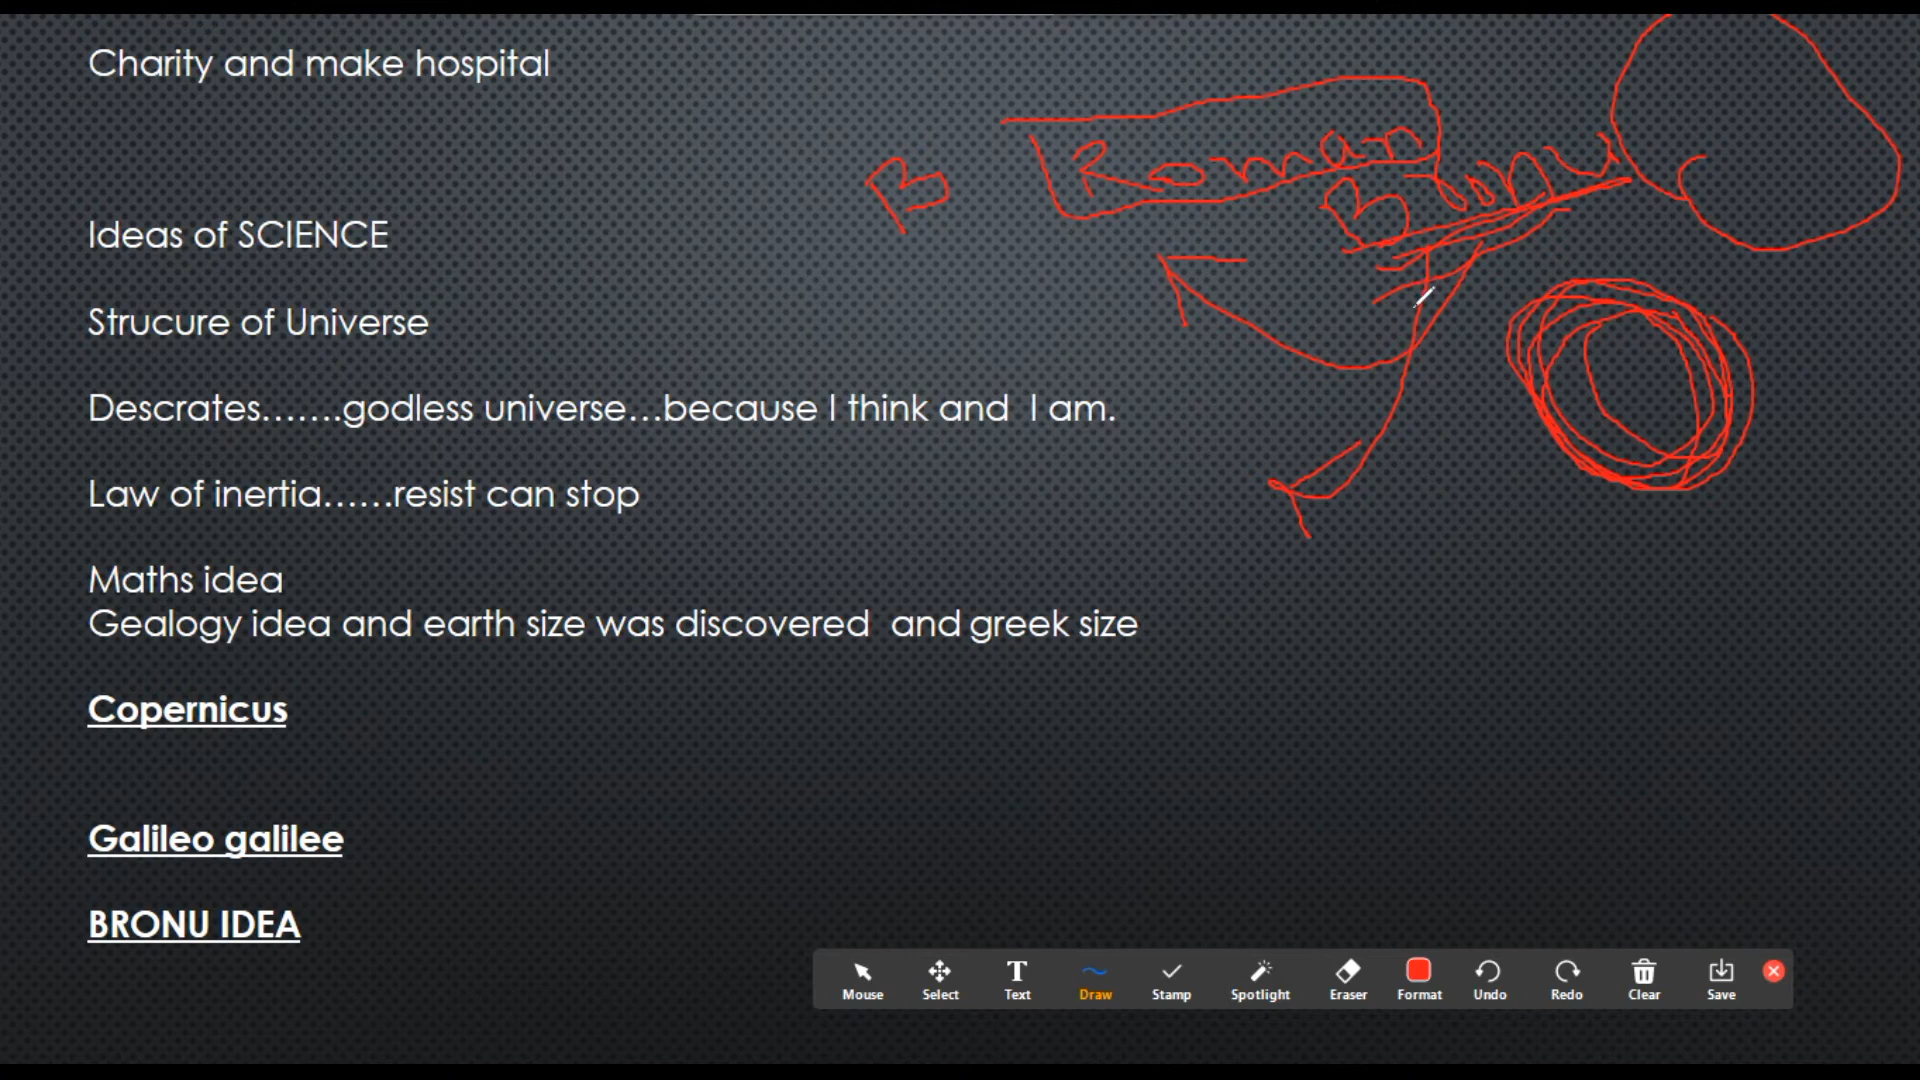 Charity and make hospital
B
Roman
Ideas of SCIENCE
Strucure of Universe
Descrates.......godless universe...because I think and I am.
Law of inertia......resist can stop
Maths idea
Gealogy idea and earth size was discovered and greek size
Copernicus
Galileo galilee
BRONU IDEA
Mouse Select Text Draw Stamp Spotlight Eraser Format Undo Redo Clear Save